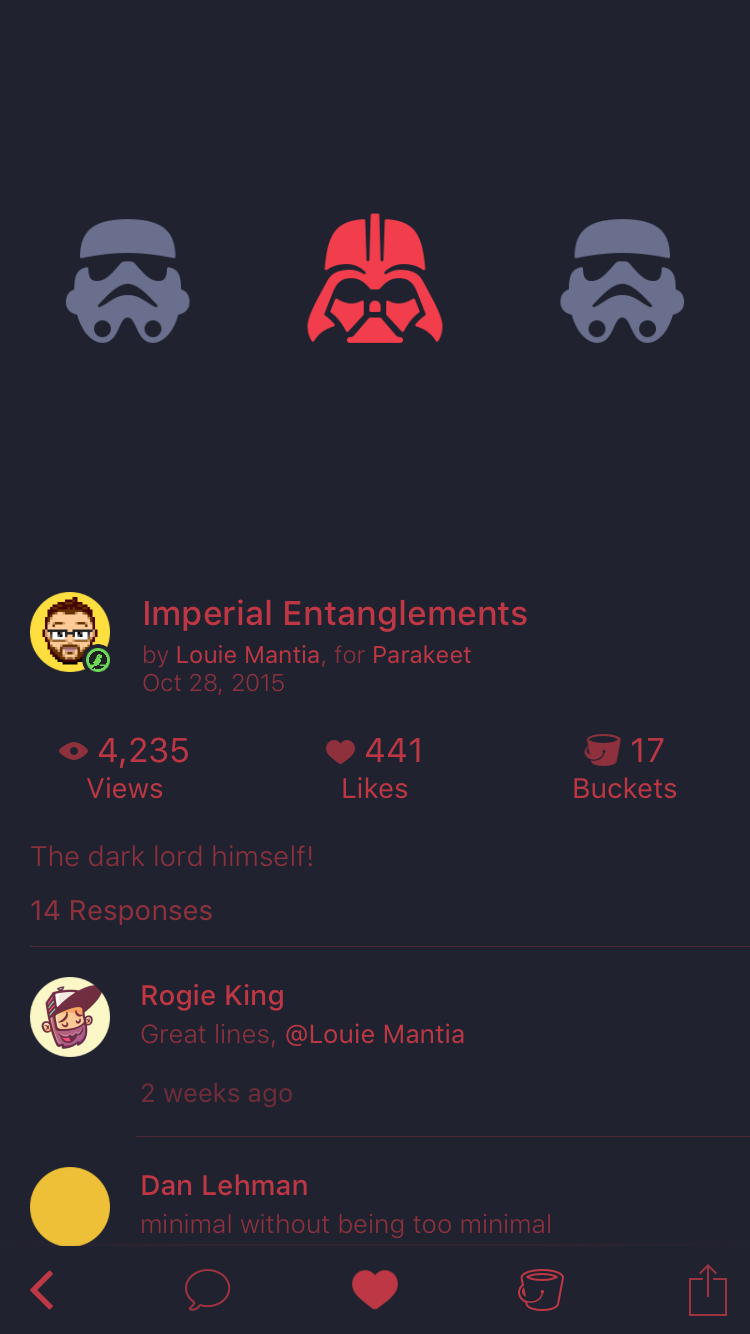 Imperial Entanglements
by Louie Mantia, for Parakeet
Oct 28, 2015
4,235 441 17
Views Likes Buckets
The dark lord himself!
14 Responses
Rogie King
Great lines, @Louie Mantia
2 weeks ago
Dan Lehman
minimal without being too minimal